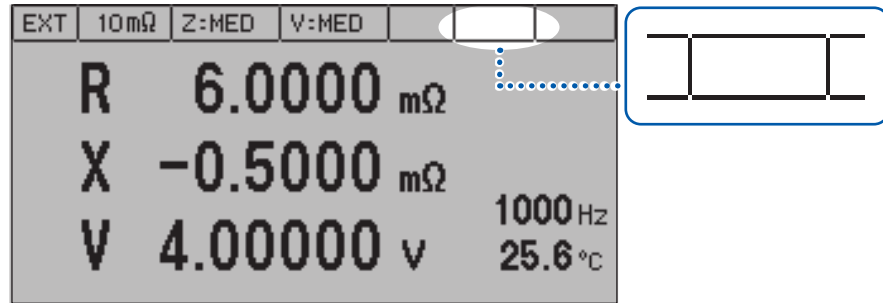 EXT 10mΩ Z:MED V:MED
R 6.0000 mΩ
X -0.5000 mΩ
1000 Hz
V 4.00000 V
25.6 °C